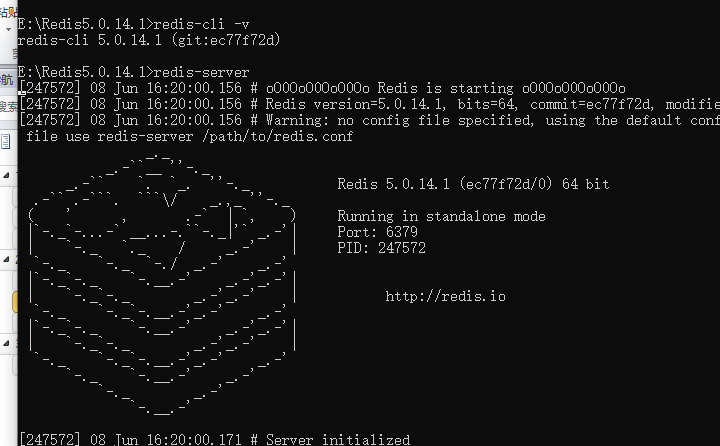 E:\Redis5.0.14.1>redis-cli -v
redis-cli 5.0.14.1 (git:ec77f72d)
E:\Redis5.0.14.1>redis-server
[247572] 08 Jun 16:20:00.156 # oO0OoO0OoO0Oo Redis is starting oO0OoO0OoO0Oo
[247572] 08 Jun 16:20:00.156 # Redis version=5.0.14.1, bits=64, commit=ec77f72d, modifie
[247572] 08 Jun 16:20:00.156 # Warning: no config file specified, using the default conf
file use redis-server /path/to/redis.conf
Redis 5.0.14.1 (ec77f72d/0) 64 bit
Running in standalone mode
Port: 6379
PID: 247572
http://redis.io
[247572] 08 Jun 16:20:00.171 # Server initialized